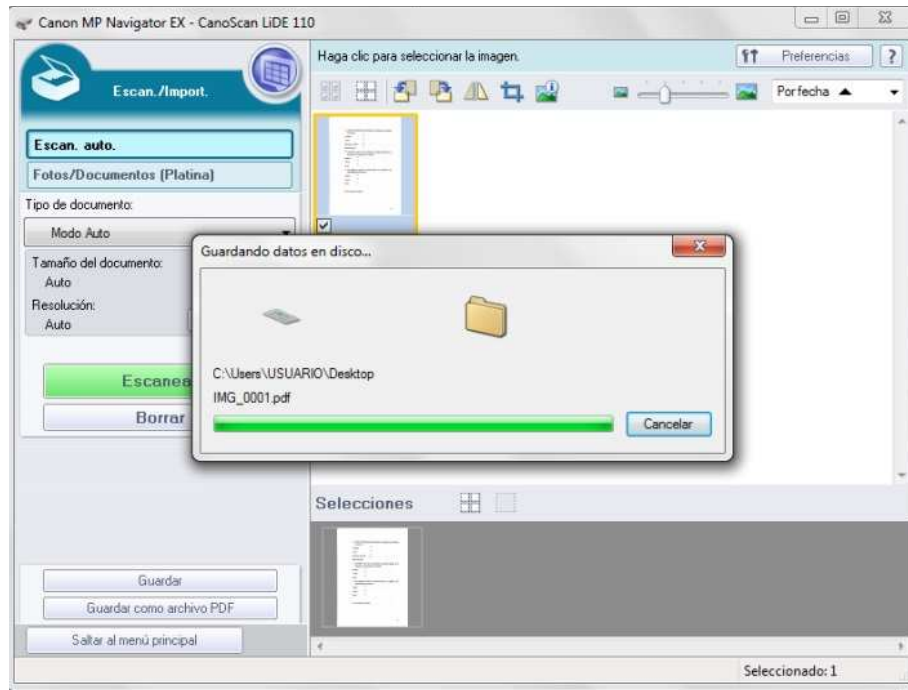 Canon MP Navigator EX - CanoScan LiDE 110
Escan./Import.
Escan. auto.
Fotos/Documentos (Platina)
Tipo de documento:
Modo Auto
Tamaño del documento:
Auto
Resolución:
Auto
Escanea
Borrar
Guardar
Guardar como archivo PDF
Saltar al menú principal
Haga clic para seleccionar la imagen.
Preferencias
?
Por fecha
Guardando datos en disco...
C:\Users\USUARIO\Desktop
IMG_0001.pdf
Cancelar
Selecciones
Seleccionado: 1